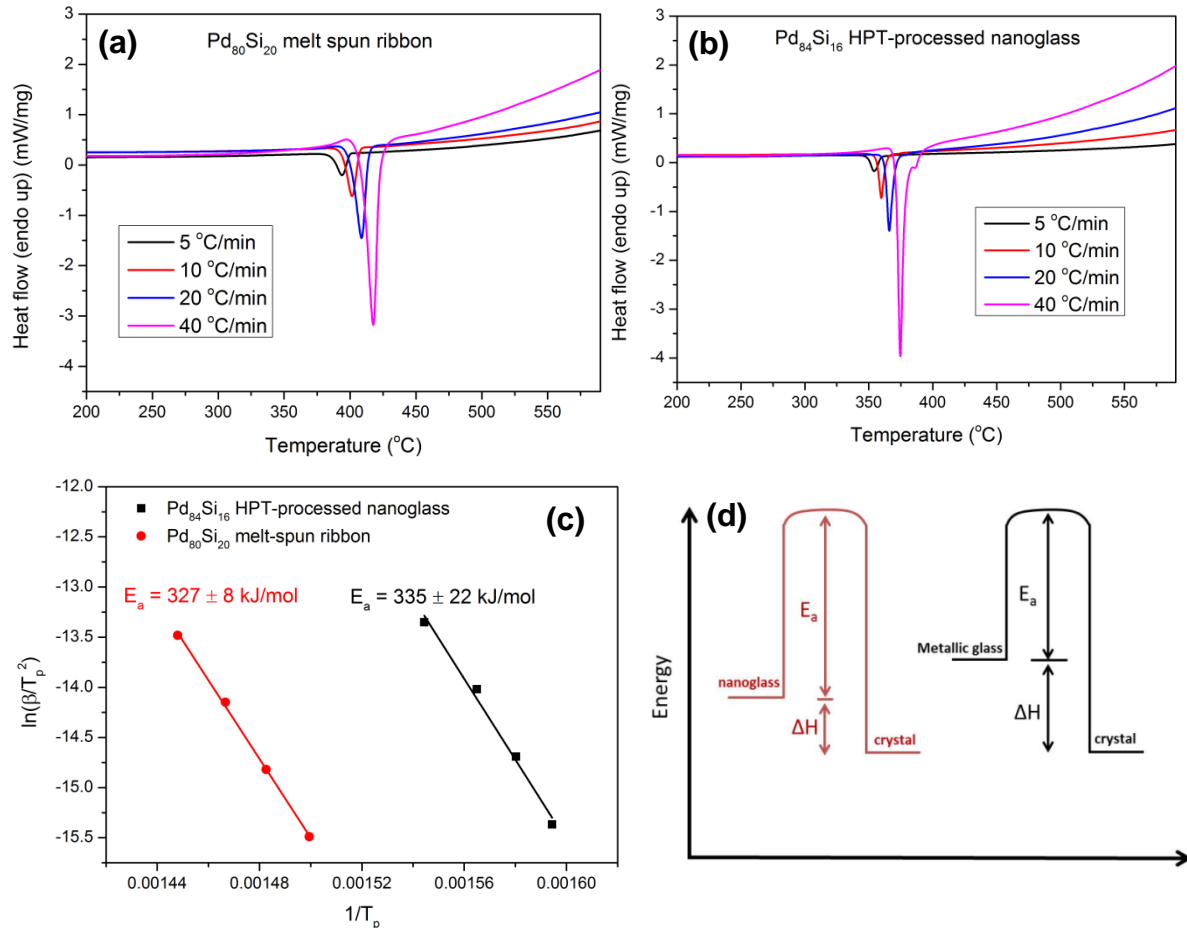 (a)
Pd80Si20 melt spun ribbon
3
2
1
0
-1
-2
-3
-4
Heat flow (endo up) (mW/mg)
5 °C/min
10 °C/min
20 °C/min
40 °C/min
200 250 300 350 400 450 500 550
Temperature (°C)
(b)
Pd84Si16 HPT-processed nanoglass
3
2
1
0
-1
-2
-3
-4
Heat flow (endo up) (mW/mg)
5 °C/min
10 °C/min
20 °C/min
40 °C/min
200 250 300 350 400 450 500 550
Temperature (°C)
(c)
Pd84Si16 HPT-processed nanoglass
Pd80Si20 melt-spun ribbon
Ea = 327 ± 8 kJ/mol
Ea = 335 ± 22 kJ/mol
-12.0
-12.5
-13.0
-13.5
-14.0
-14.5
-15.0
-15.5
ln(β/Tp2)
0.00144 0.00148 0.00152 0.00156 0.00160
1/Tp
(d)
Energy
nanoglass
Ea
ΔH
crystal
Metallic glass
Ea
ΔH
crystal